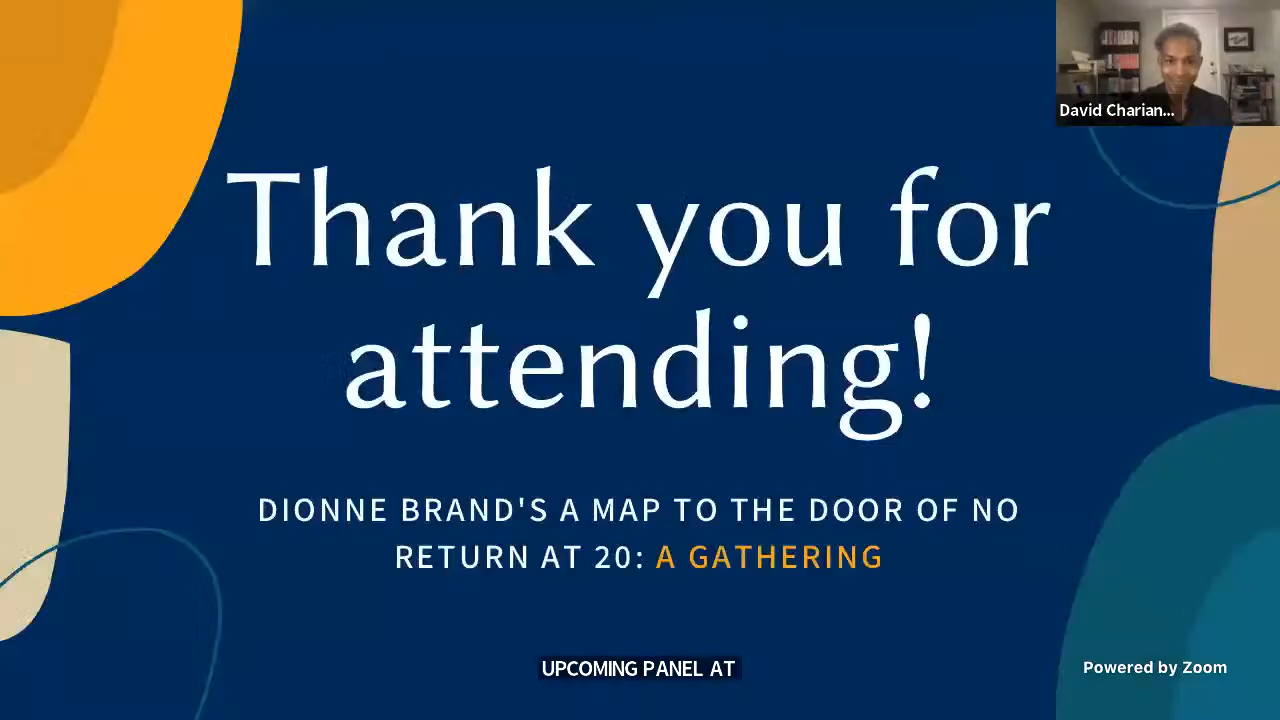 David Charian...
Thank you for
attending!
DIONNE BRAND'S A MAP TO THE DOOR OF NO
RETURN AT 20: A GATHERING
UPCOMING PANEL AT
Powered by Zoom